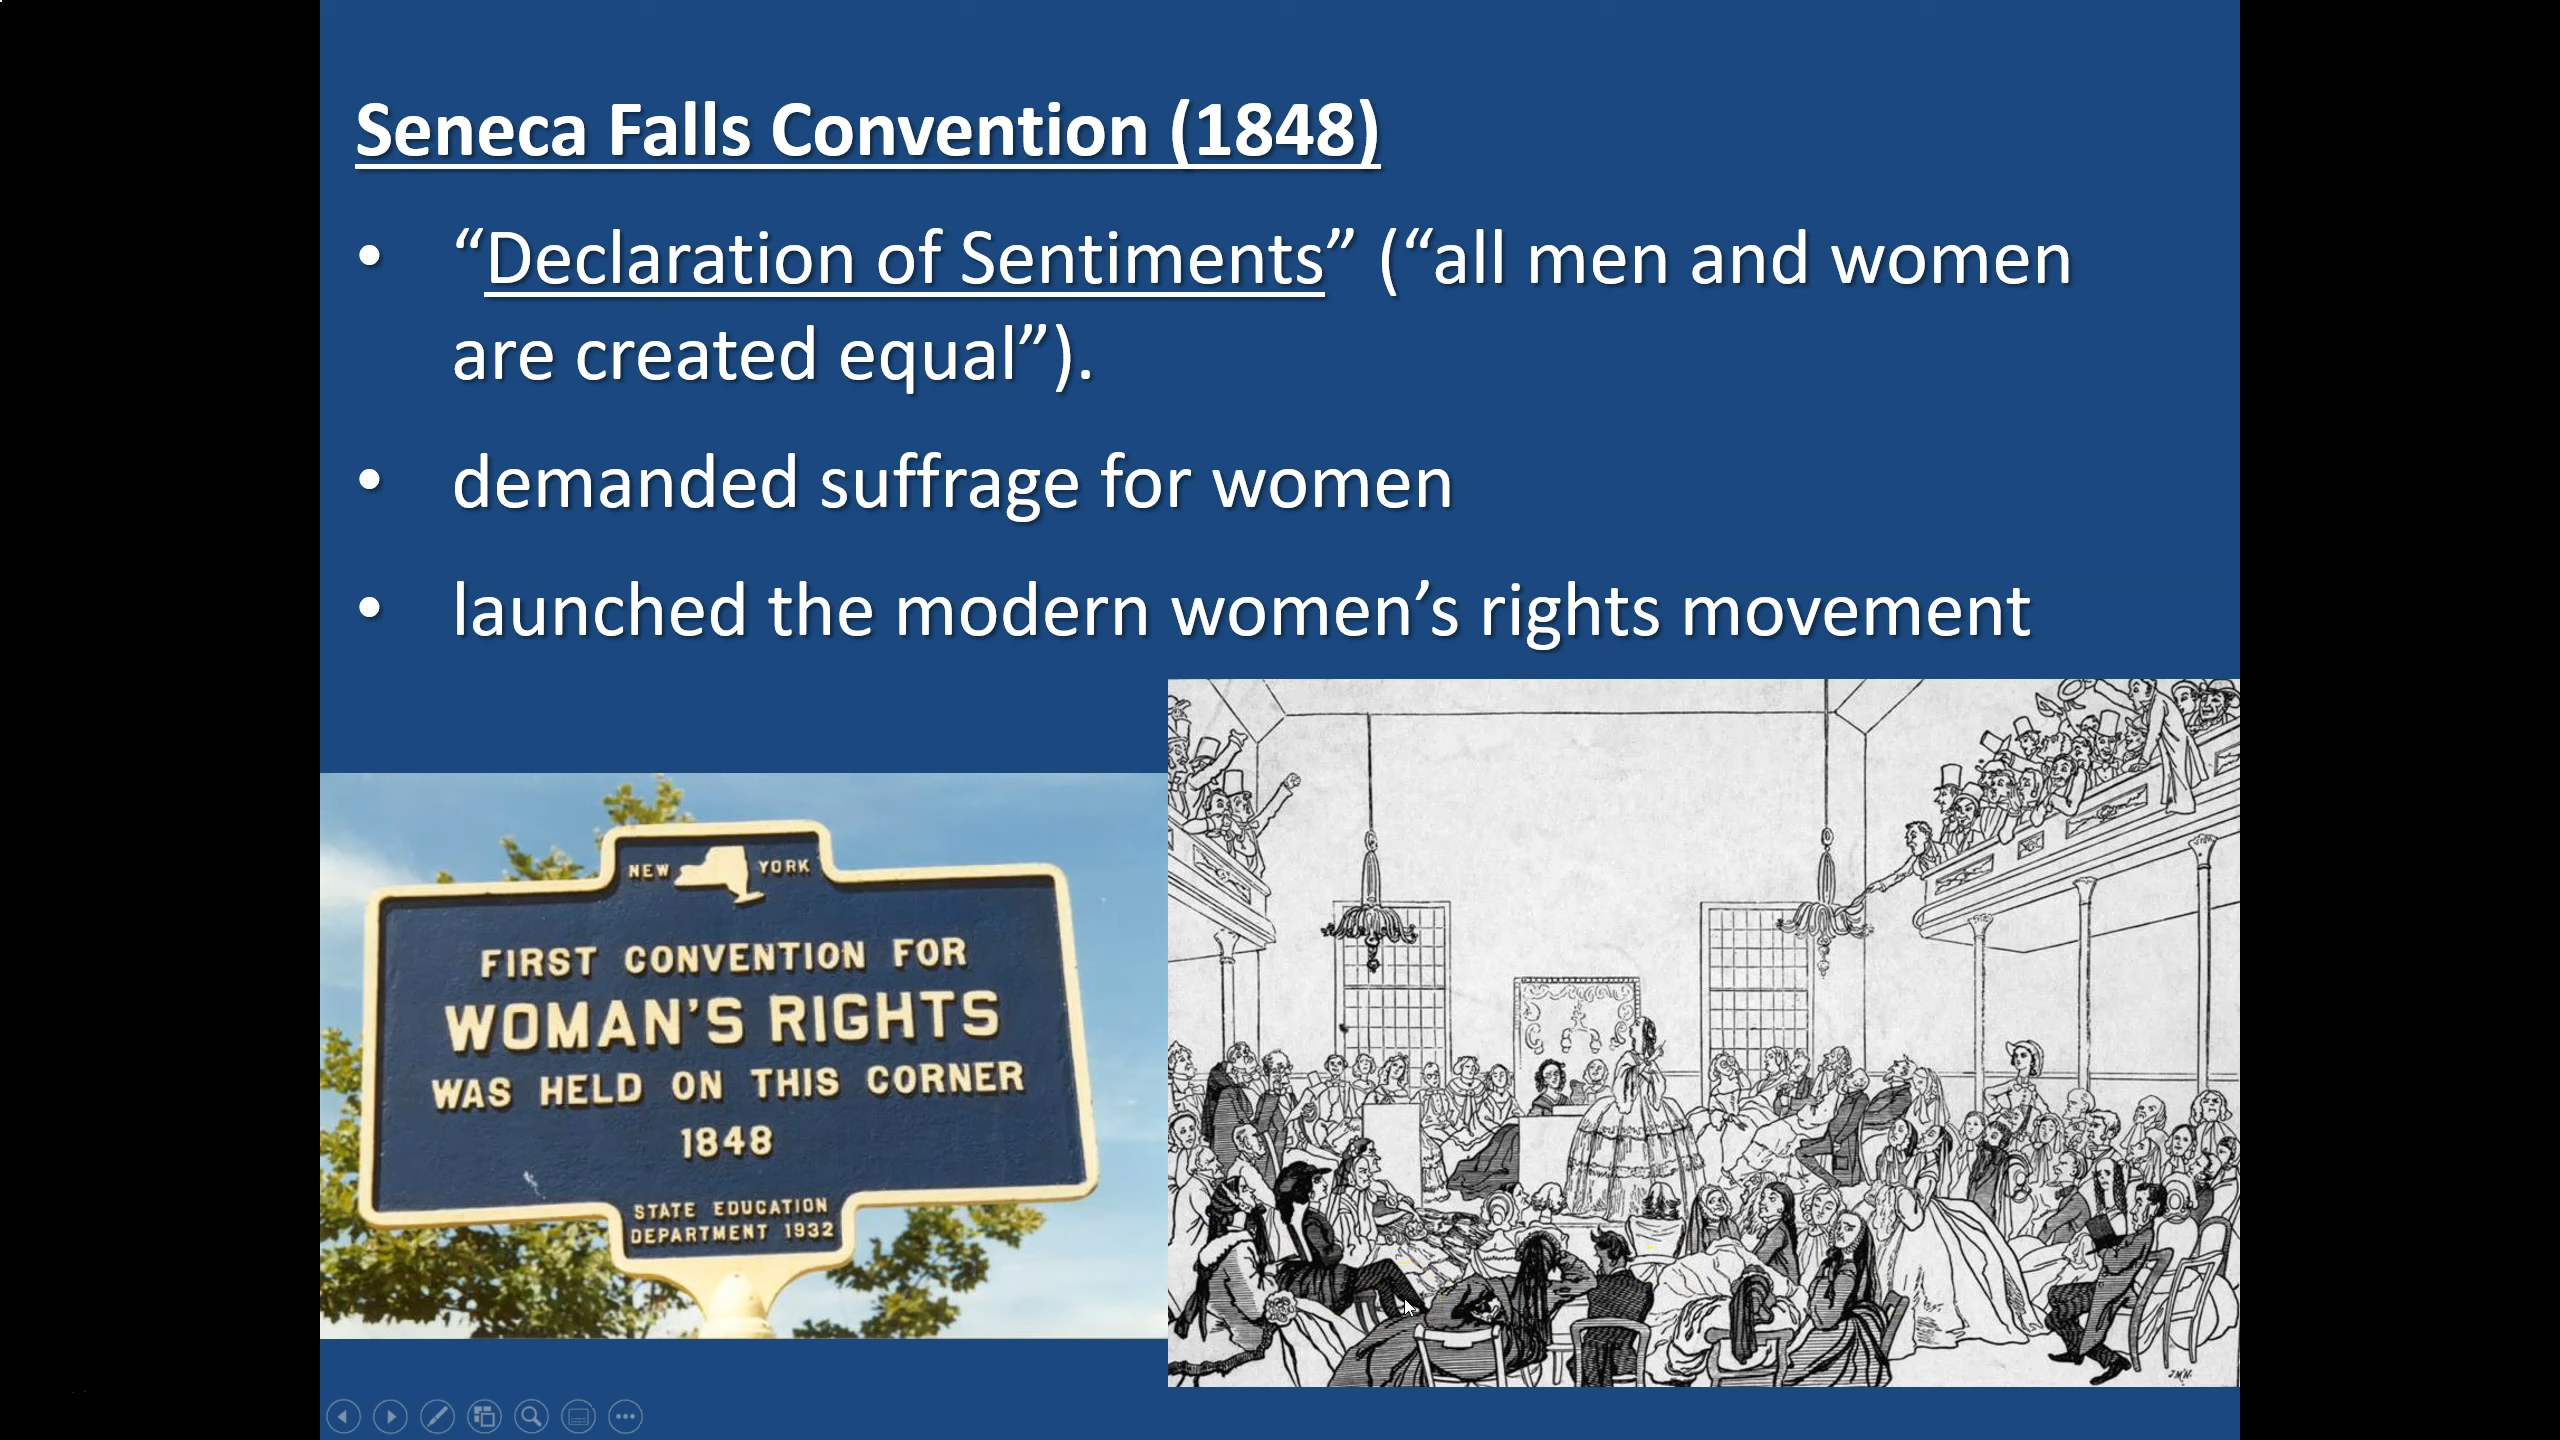 Seneca Falls Convention (1848)
• “Declaration of Sentiments” (“all men and women
are created equal”).
• demanded suffrage for women
• launched the modern women’s rights movement
NEW YORK
FIRST CONVENTION FOR
WOMAN'S RIGHTS
WAS HELD ON THIS CORNER
1848
STATE EDUCATION
DEPARTMENT 1932
J.M.W.